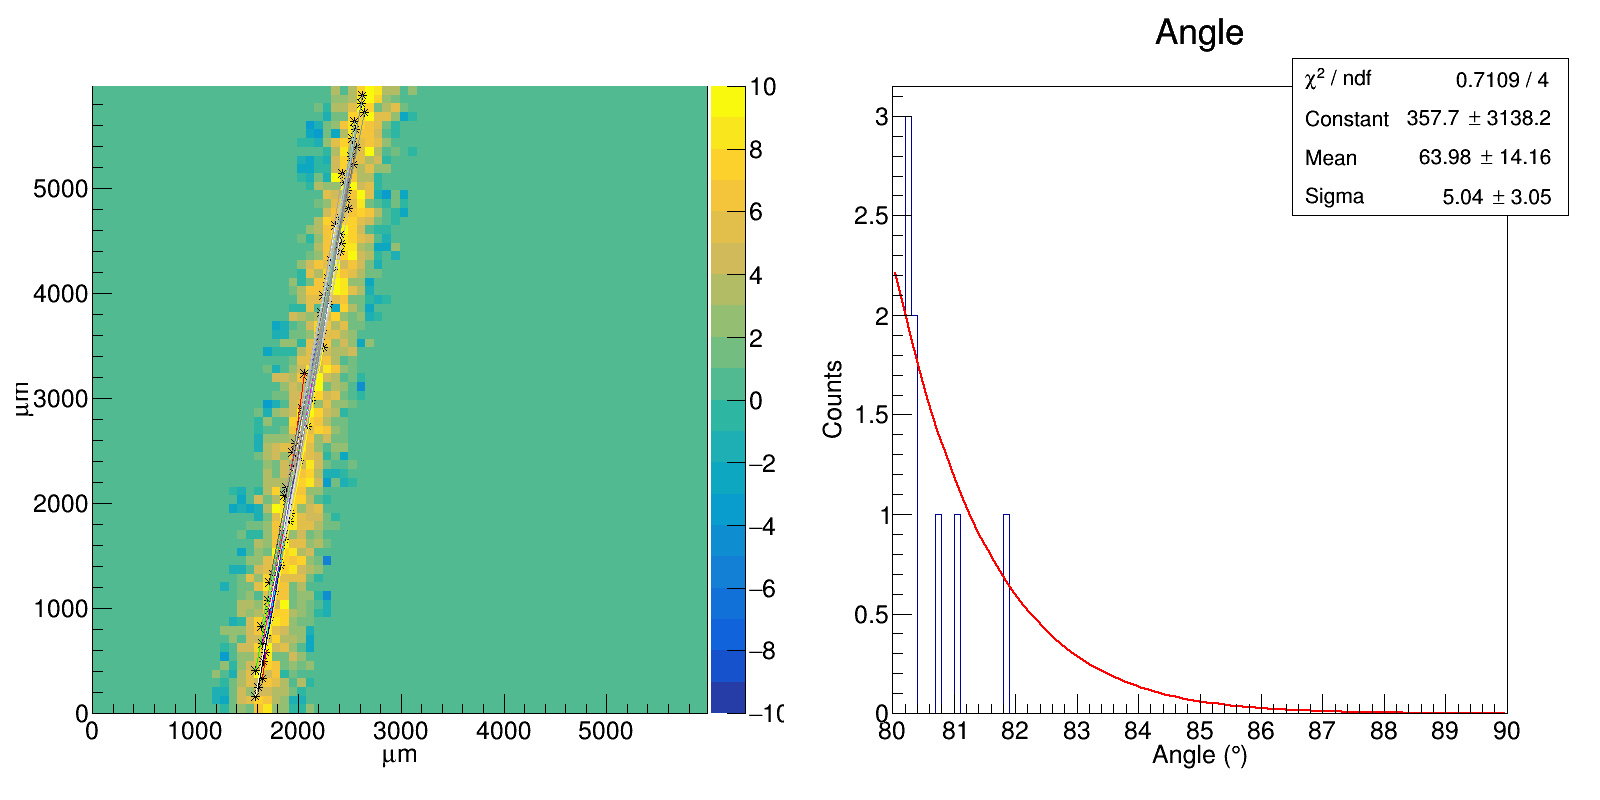 Angle
χ² / ndf 0.7109 / 4
Constant 357.7 ± 3138.2
Mean 63.98 ± 14.16
Sigma 5.04 ± 3.05
μm
5000
4000
3000
2000
1000
0
0 1000 2000 3000 4000 5000
μm
10
8
6
4
2
0
−2
−4
−6
−8
−10
Counts
3
2.5
2
1.5
1
0.5
0
80 81 82 83 84 85 86 87 88 89 90
Angle (°)